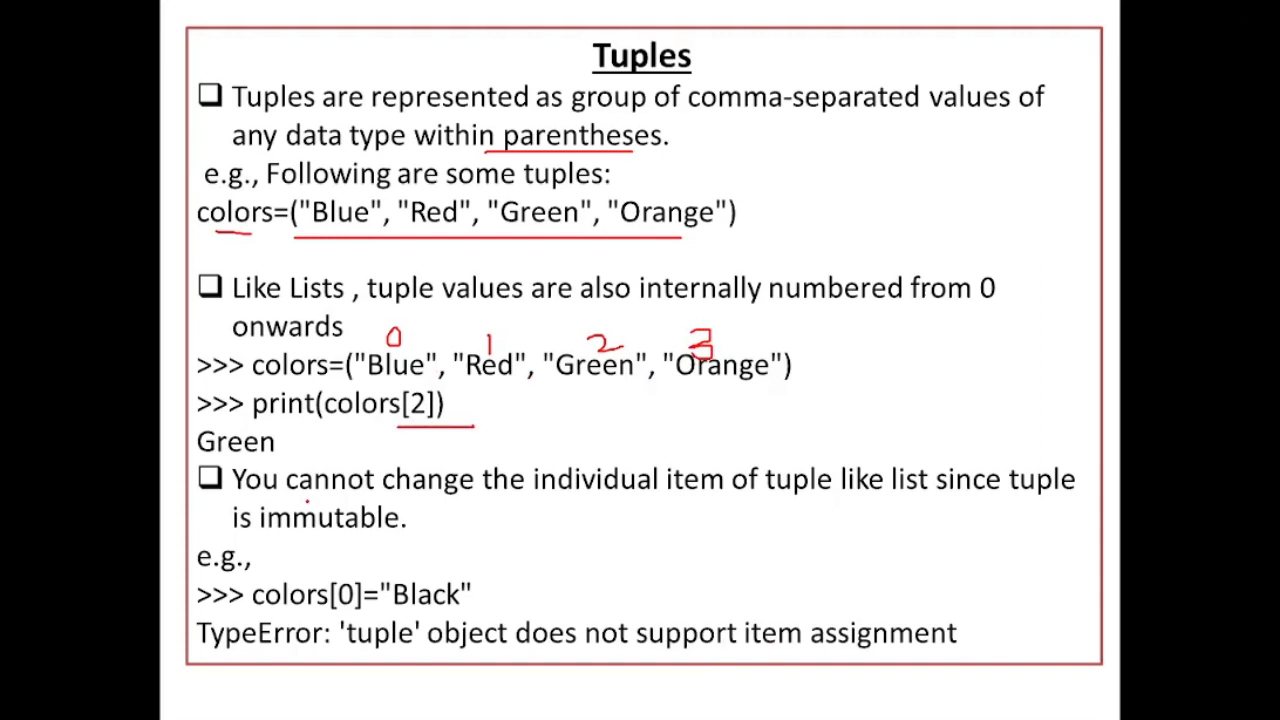 Tuples
❑ Tuples are represented as group of comma-separated values of
any data type within parentheses.
e.g., Following are some tuples:
colors=("Blue", "Red", "Green", "Orange")
❑ Like Lists , tuple values are also internally numbered from 0
onwards
0 1 2 3
>>> colors=("Blue", "Red", "Green", "Orange")
>>> print(colors[2])
Green
❑ You cannot change the individual item of tuple like list since tuple
is immutable.
e.g.,
>>> colors[0]="Black"
TypeError: 'tuple' object does not support item assignment